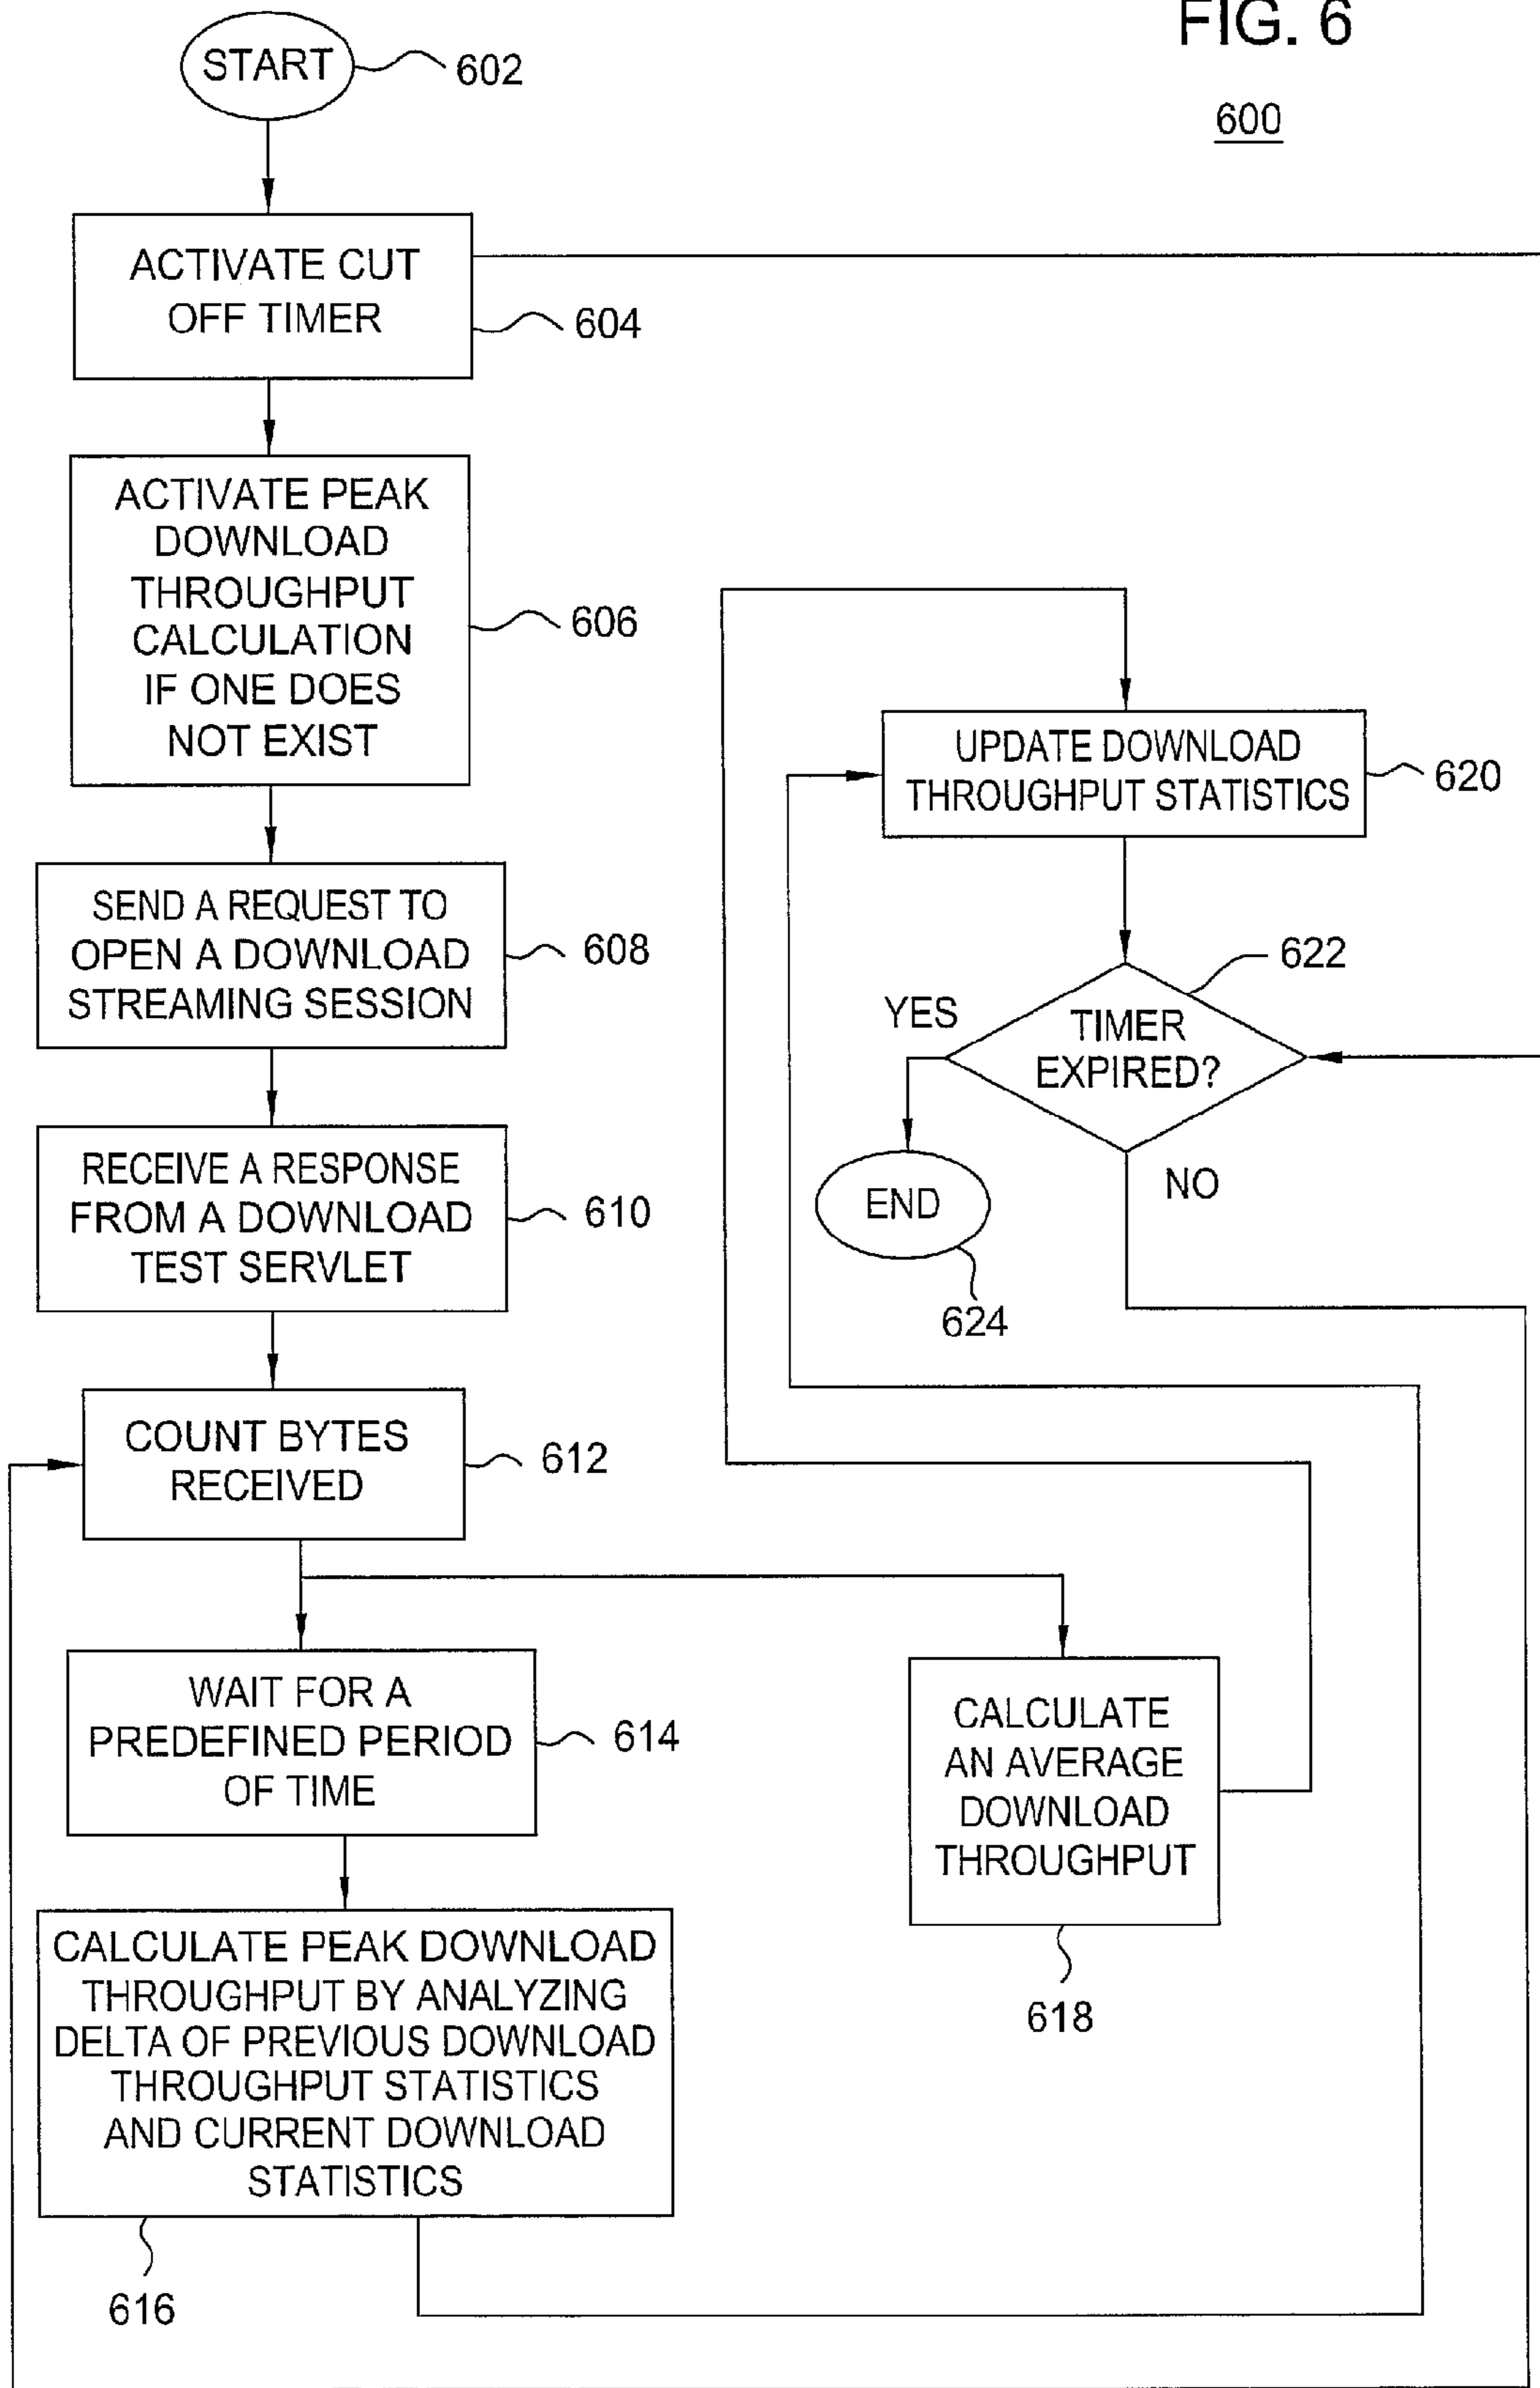 FIG. 6
600
START
602
ACTIVATE CUT
OFF TIMER
604
ACTIVATE PEAK
DOWNLOAD
THROUGHPUT
CALCULATION
IF ONE DOES
NOT EXIST
606
SEND A REQUEST TO
OPEN A DOWNLOAD
STREAMING SESSION
608
RECEIVE A RESPONSE
FROM A DOWNLOAD
TEST SERVLET
610
COUNT BYTES
RECEIVED
612
WAIT FOR A
PREDEFINED PERIOD
OF TIME
614
CALCULATE PEAK DOWNLOAD
THROUGHPUT BY ANALYZING
DELTA OF PREVIOUS DOWNLOAD
THROUGHPUT STATISTICS
AND CURRENT DOWNLOAD
STATISTICS
616
CALCULATE
AN AVERAGE
DOWNLOAD
THROUGHPUT
618
UPDATE DOWNLOAD
THROUGHPUT STATISTICS
620
TIMER
EXPIRED?
622
YES
NO
END
624